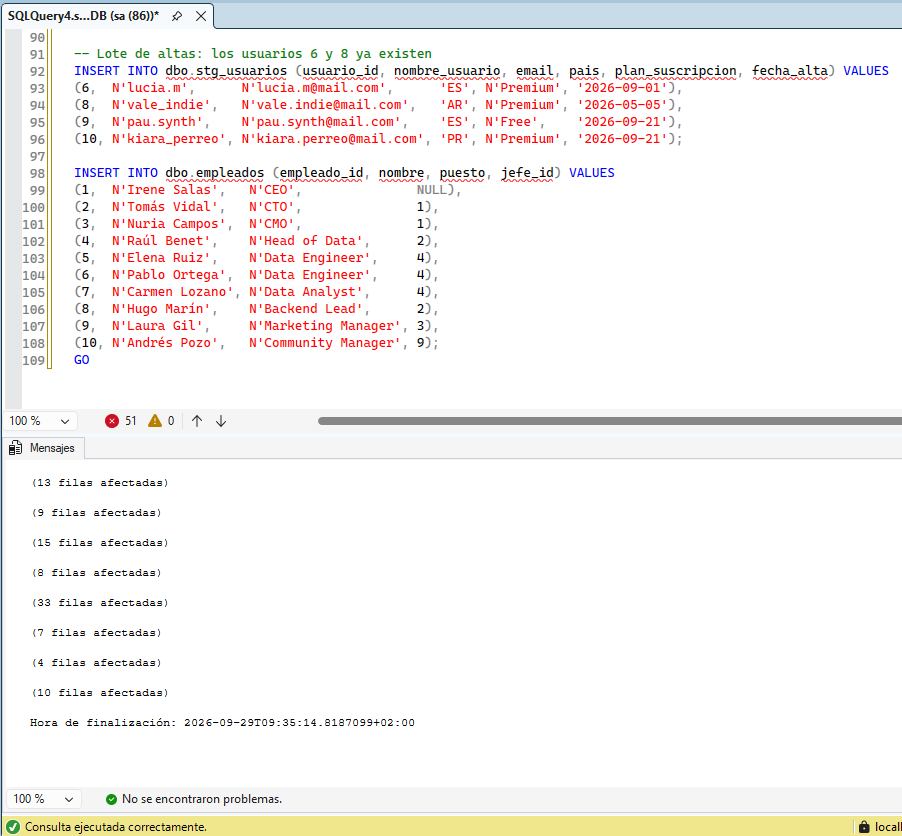 SQLQuery4.s...DB (sa (86))*
90
91 -- Lote de altas: los usuarios 6 y 8 ya existen
92 INSERT INTO dbo.stg_usuarios (usuario_id, nombre_usuario, email, pais, plan_suscripcion, fecha_alta) VALUES
93 (6, N'lucia.m', N'lucia.m@mail.com', 'ES', N'Premium', '2026-09-01'),
94 (8, N'vale_indie', N'vale.indie@mail.com', 'AR', N'Premium', '2026-05-05'),
95 (9, N'pau.synth', N'pau.synth@mail.com', 'ES', N'Free', '2026-09-21'),
96 (10, N'kiara_perreo', N'kiara.perreo@mail.com', 'PR', N'Premium', '2026-09-21');
97
98 INSERT INTO dbo.empleados (empleado_id, nombre, puesto, jefe_id) VALUES
99 (1, N'Irene Salas', N'CEO', NULL),
100 (2, N'Tomás Vidal', N'CTO', 1),
101 (3, N'Nuria Campos', N'CMO', 1),
102 (4, N'Raúl Benet', N'Head of Data', 2),
103 (5, N'Elena Ruiz', N'Data Engineer', 4),
104 (6, N'Pablo Ortega', N'Data Engineer', 4),
105 (7, N'Carmen Lozano', N'Data Analyst', 4),
106 (8, N'Hugo Marín', N'Backend Lead', 2),
107 (9, N'Laura Gil', N'Marketing Manager', 3),
108 (10, N'Andrés Pozo', N'Community Manager', 9);
109 GO
100 % 51 0
Mensajes
(13 filas afectadas)
(9 filas afectadas)
(15 filas afectadas)
(8 filas afectadas)
(33 filas afectadas)
(7 filas afectadas)
(4 filas afectadas)
(10 filas afectadas)
Hora de finalización: 2026-09-29T09:35:14.8187099+02:00
100 % No se encontraron problemas.
Consulta ejecutada correctamente. locall